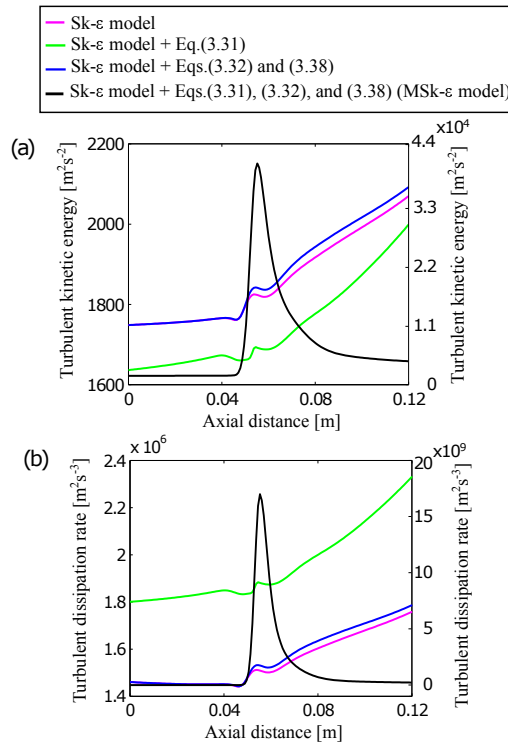 Sk-ε model
Sk-ε model + Eq.(3.31)
Sk-ε model + Eqs.(3.32) and (3.38)
Sk-ε model + Eqs.(3.31), (3.32), and (3.38) (MSk-ε model)
(a)
x10⁴
2200
2000
1800
1600
4.4
3.3
2.2
1.1
0
Turbulent kinetic energy [m²s⁻²]
Turbulent kinetic energy [m²s⁻²]
0 0.04 0.08 0.12
Axial distance [m]
(b)
x 10⁶
x10⁹
2.4
2.2
2
1.8
1.6
1.4
20
15
10
5
0
Turbulent dissipation rate [m²s⁻³]
Turbulent dissipation rate [m²s⁻³]
0 0.04 0.08 0.12
Axial distance [m]